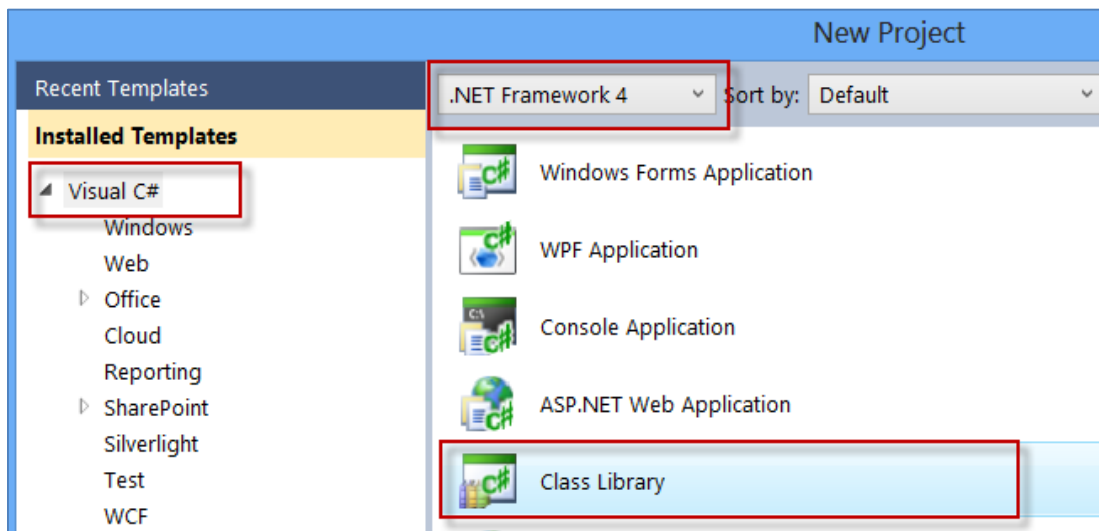 New Project
Recent Templates
.NET Framework 4
Sort by:
Default
Installed Templates
Visual C#
Windows
Web
Office
Cloud
Reporting
SharePoint
Silverlight
Test
WCF
C#
Windows Forms Application
C#
WPF Application
C:\
C#
Console Application
C#
ASP.NET Web Application
C#
Class Library